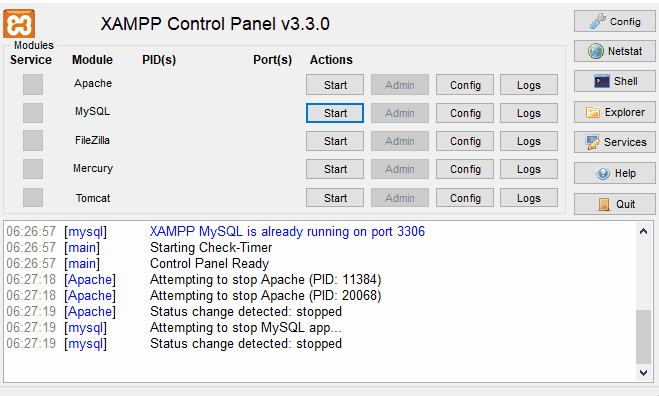 XAMPP Control Panel v3.3.0
Config
Modules
Service Module PID(s) Port(s) Actions
Netstat
Apache Start Admin Config Logs
Shell
MySQL Start Admin Config Logs
Explorer
FileZilla Start Admin Config Logs
Services
Mercury Start Admin Config Logs
Help
Tomcat Start Admin Config Logs
Quit
06:26:57 [mysql] XAMPP MySQL is already running on port 3306
06:26:57 [main] Starting Check-Timer
06:26:57 [main] Control Panel Ready
06:27:18 [Apache] Attempting to stop Apache (PID: 11384)
06:27:18 [Apache] Attempting to stop Apache (PID: 20068)
06:27:19 [Apache] Status change detected: stopped
06:27:19 [mysql] Attempting to stop MySQL app...
06:27:19 [mysql] Status change detected: stopped